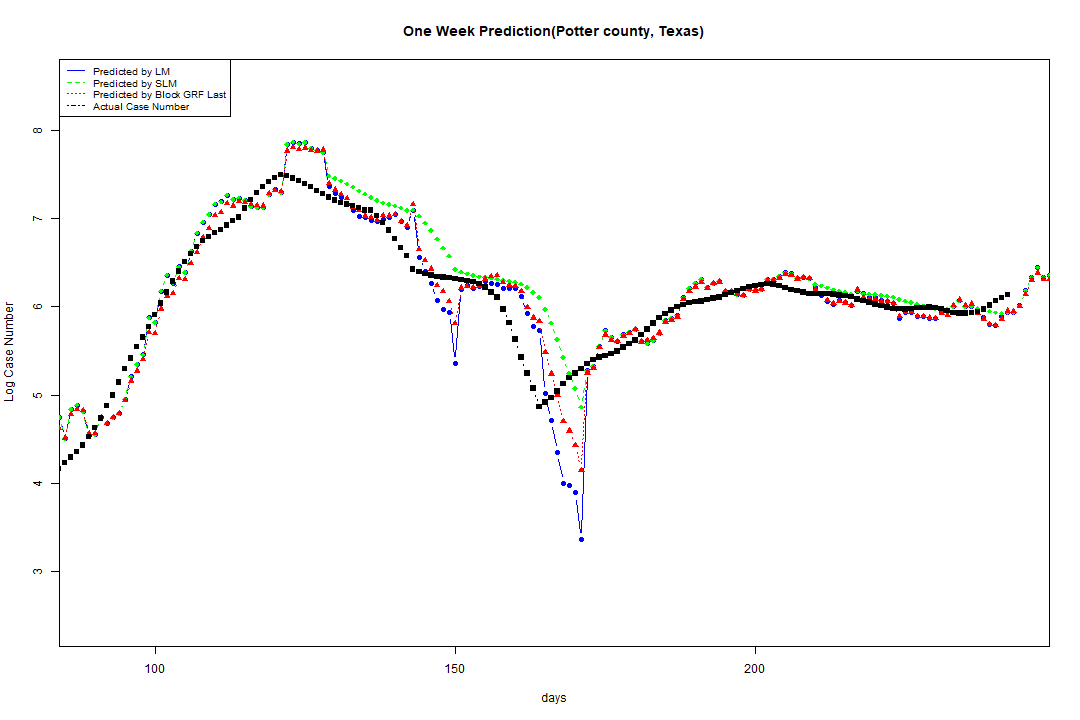 One Week Prediction(Potter county, Texas)
Predicted by LM
Predicted by SLM
Predicted by Block GRF Last
Actual Case Number
8
7
6
5
4
3
Log Case Number
100 150 200
days